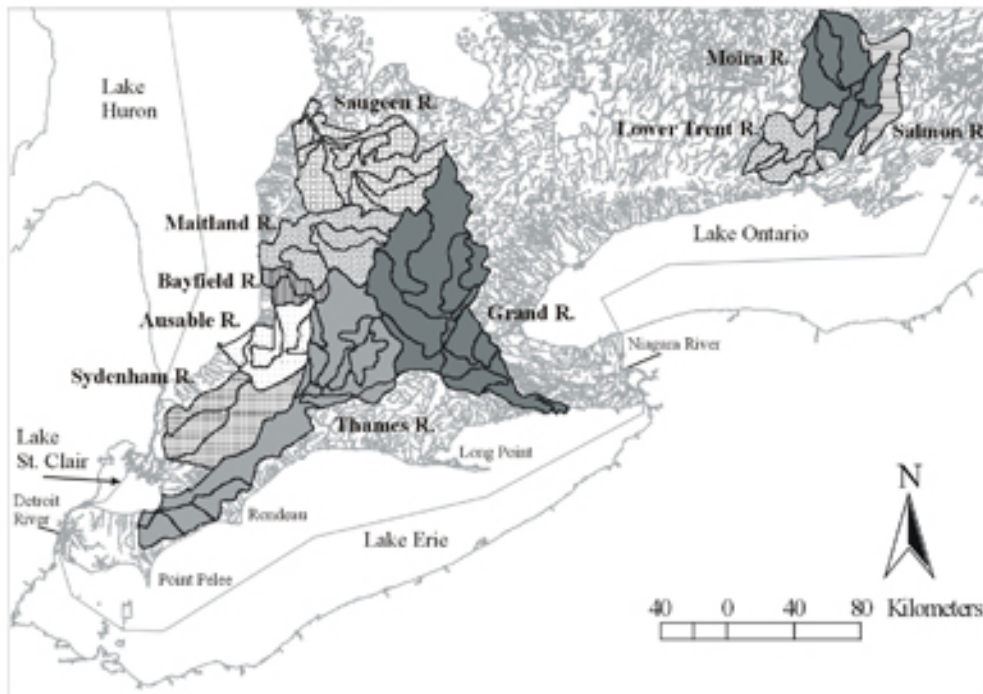 Moira R.
Lake
Huron
Saugeen R.
Lower Trent R.
Salmon R.
Maitland R.
Lake Ontario
Bayfield R.
Grand R.
Ausable R.
Niagara River
Sydenham R.
Thames R.
Lake
St. Clair
Long Point
N
Detroit
River
Rondeau
Lake Erie
Point Pelee
40 0 40 80 Kilometers